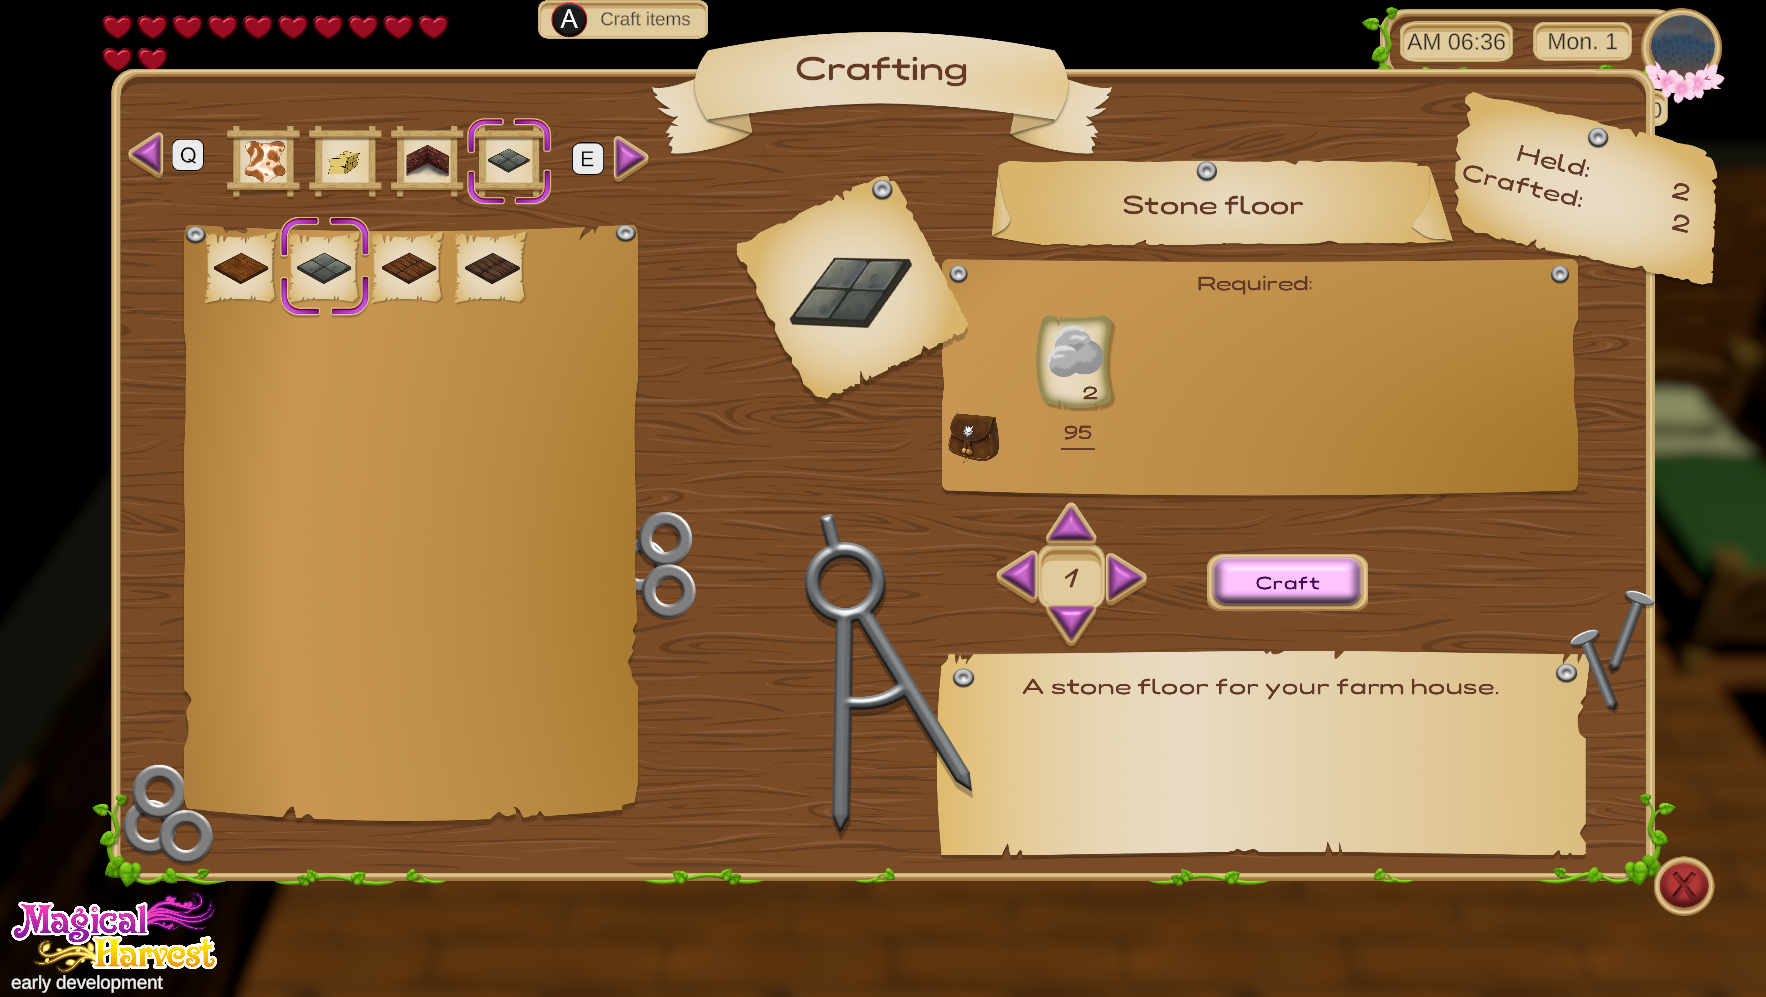 A Craft items
AM 06:36
Mon. 1
Crafting
Q
E
Held: 2
Crafted: 2
Stone floor
Required:
2
95
1
Craft
A stone floor for your farm house.
Magical
Harvest
early development